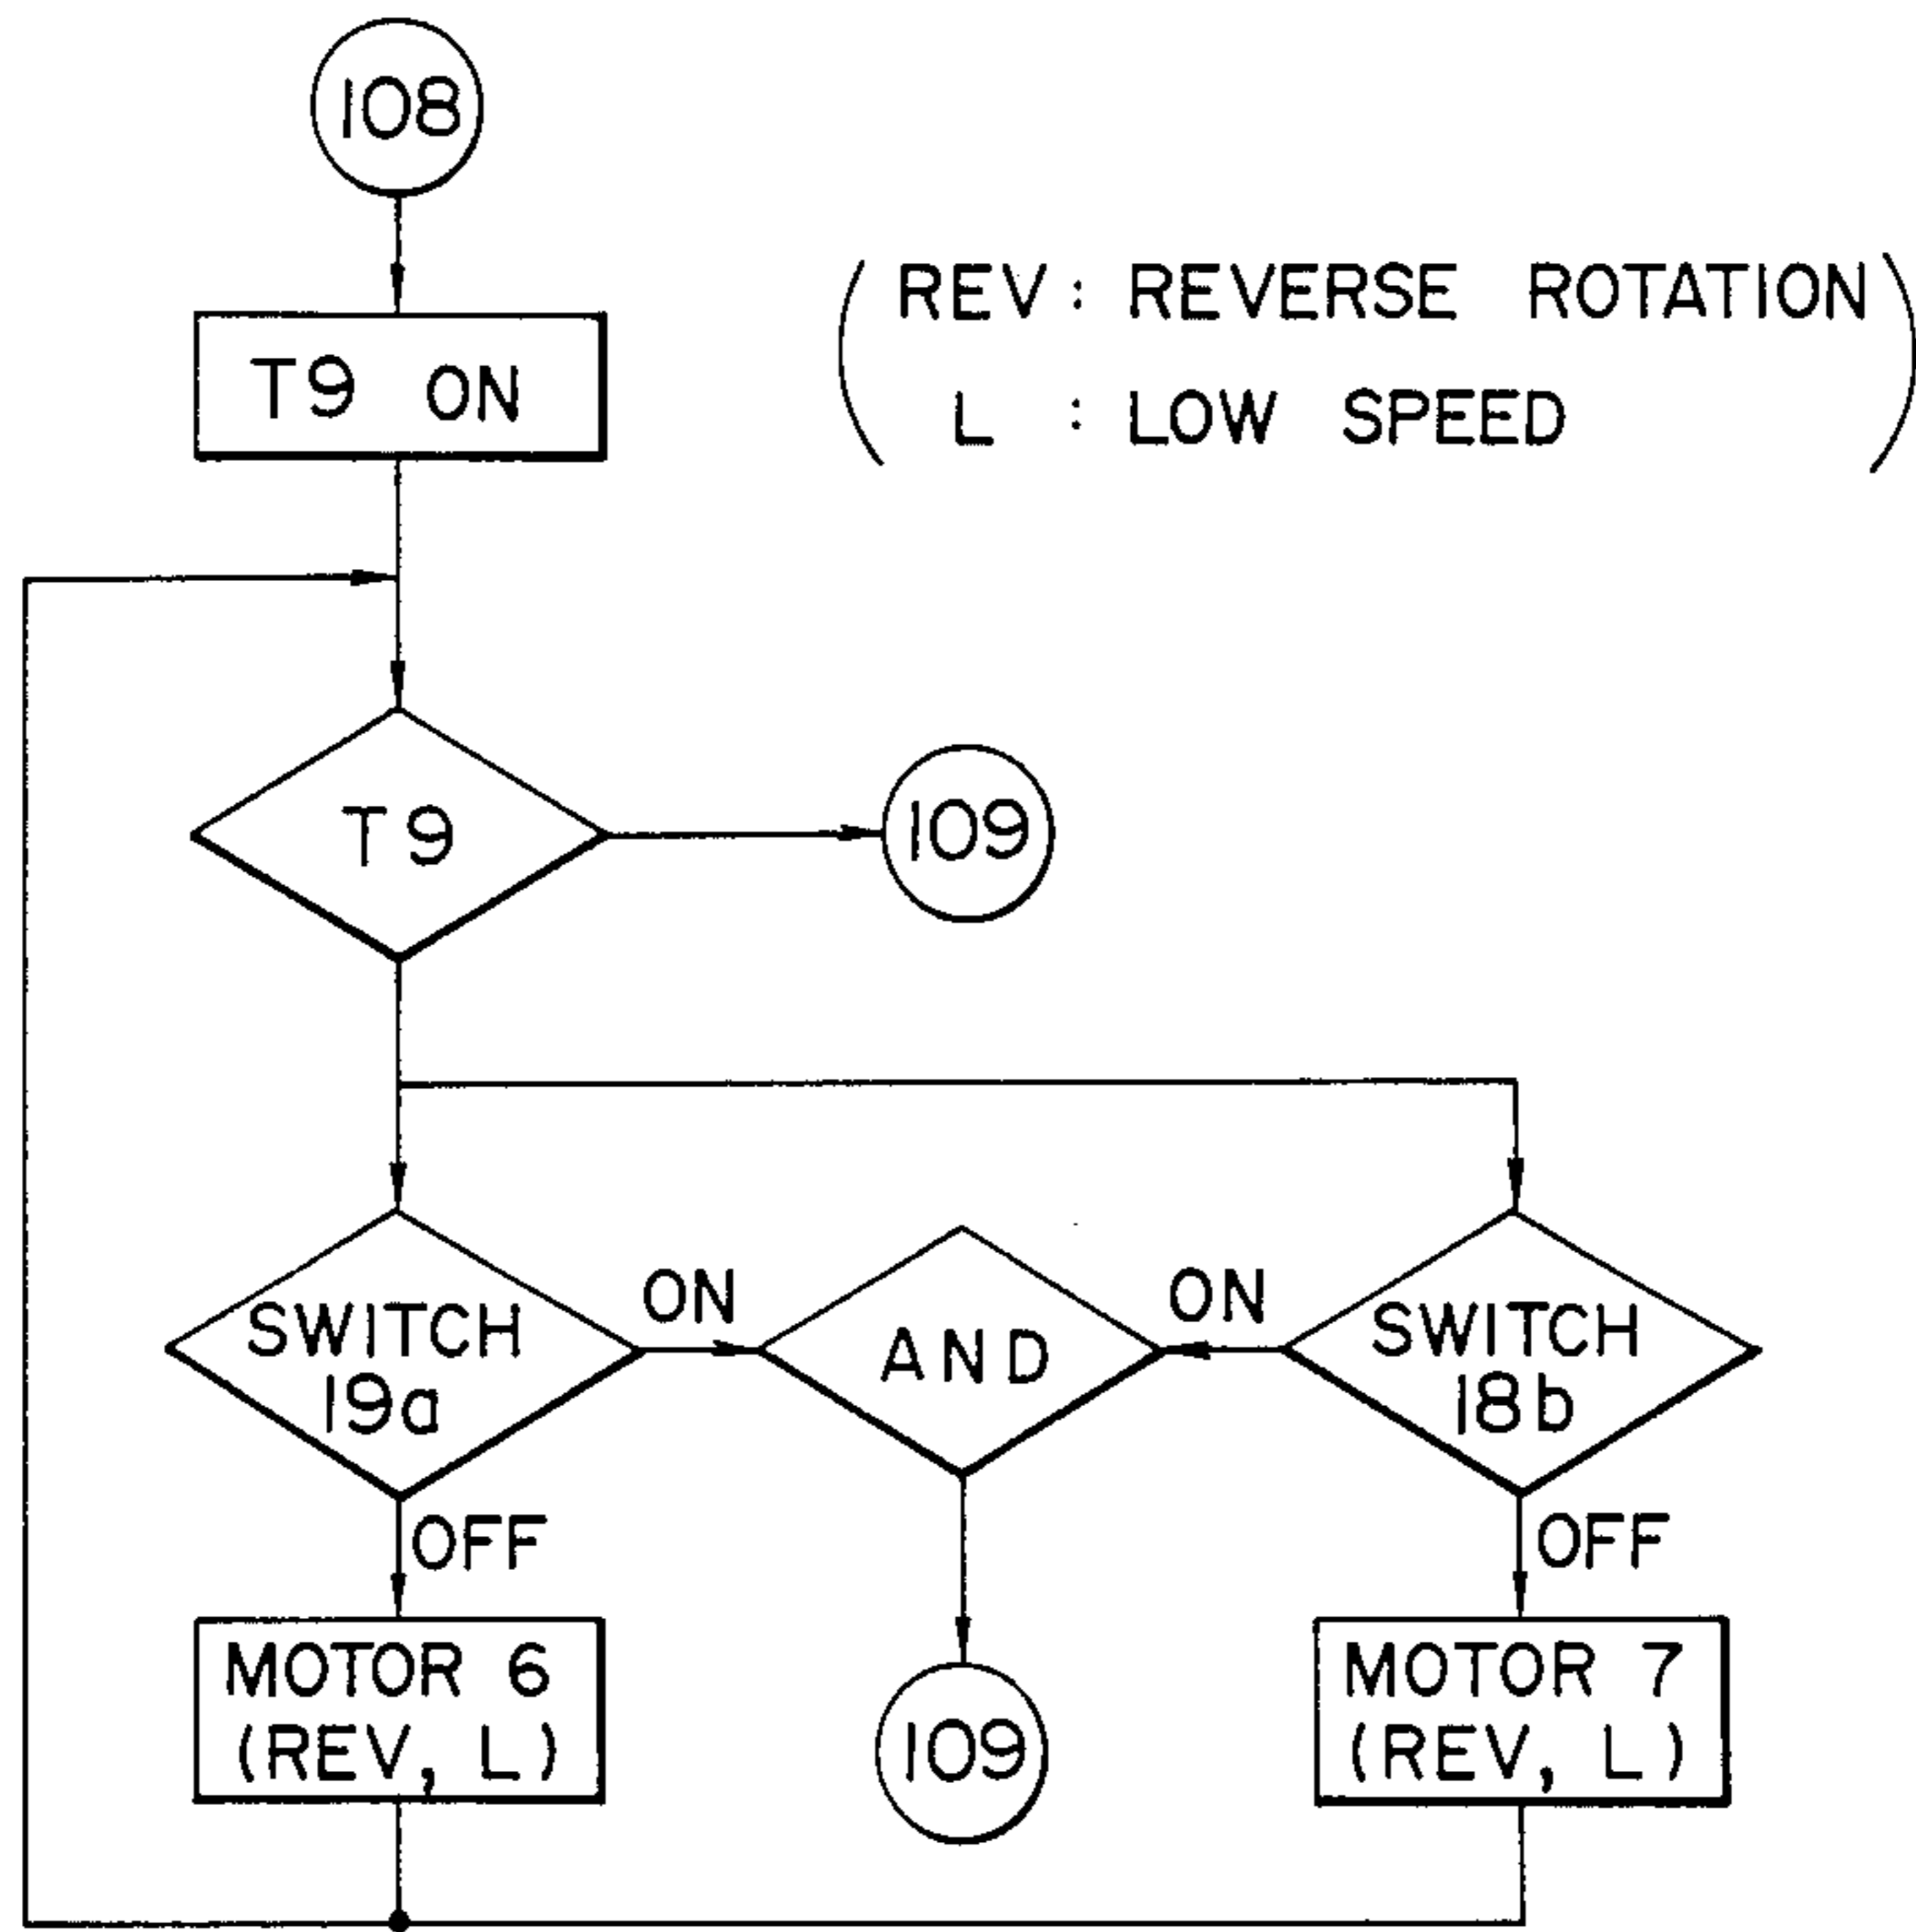 108
(REV : REVERSE ROTATION
L : LOW SPEED)
T9 ON
T9
109
SWITCH
19a
ON
AND
ON
SWITCH
18b
OFF
OFF
MOTOR 6
(REV, L)
109
MOTOR 7
(REV, L)